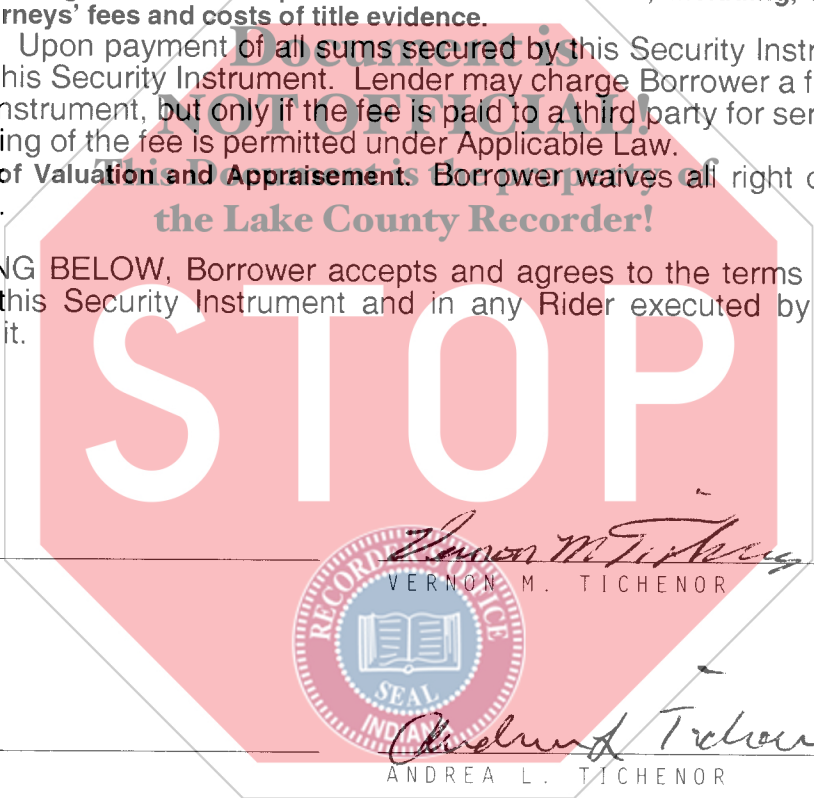 rneys' fees and costs of title evidence.
Document is
Upon payment of all sums secured by this Security Instr
his Security Instrument. Lender may charge Borrower a f
NOT OFFICIAL!
nstrument, but only if the fee is paid to a third party for ser
ing of the fee is permitted under Applicable Law.
This Document is the property of
of Valuation and Appraisement. Borrower waives all right o
the Lake County Recorder!
NG BELOW, Borrower accepts and agrees to the terms
this Security Instrument and in any Rider executed by
it.
STOP
Vernon M Tichenor
VERNON M. TICHENOR
RECORDER'S OFFICE
SEAL
INDIANA
Andrea L Tichenor
ANDREA L. TICHENOR